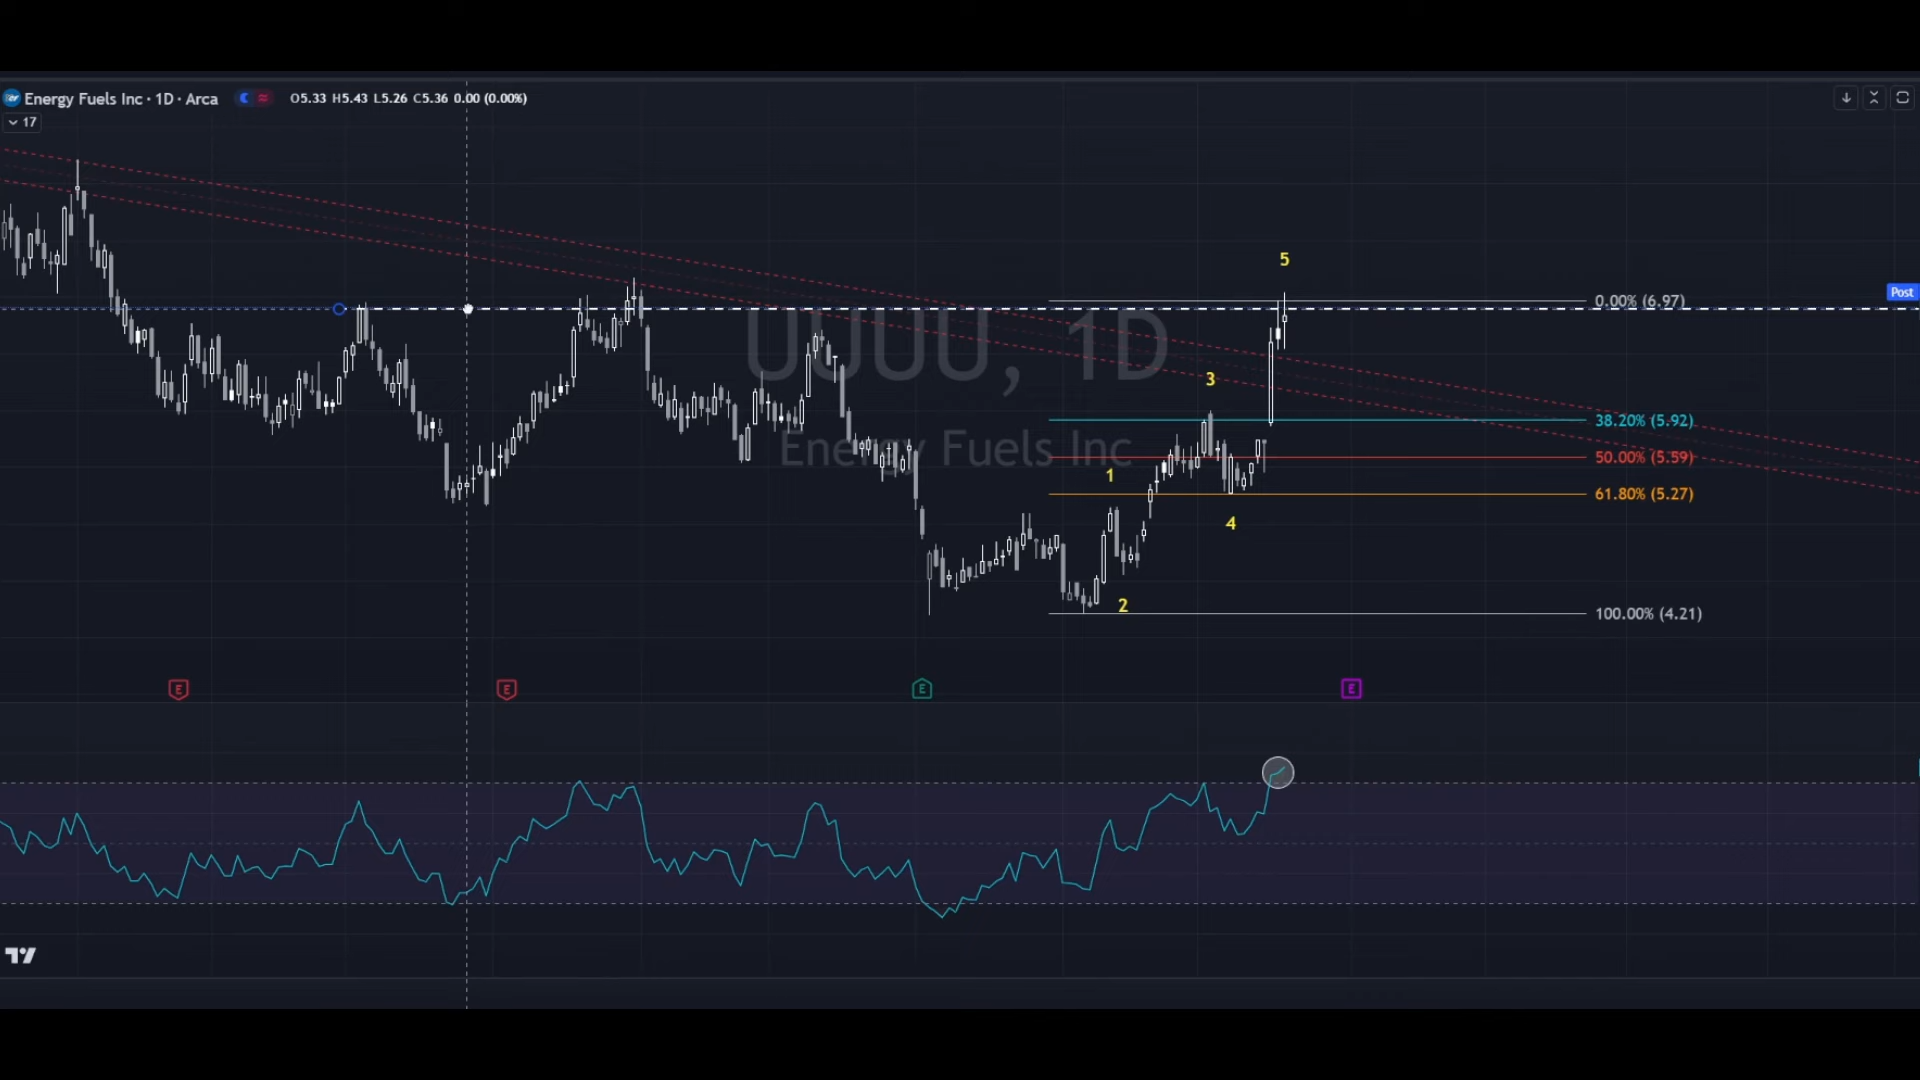 Energy Fuels Inc · 1D · Arca O5.33 H5.43 L5.26 C5.36 0.00 (0.00%)
17
5
Post
0.00% (6.97)
UUUU, 1D
3
38.20% (5.92)
Energy Fuels Inc
50.00% (5.59)
1
61.80% (5.27)
4
2
100.00% (4.21)
E E E E